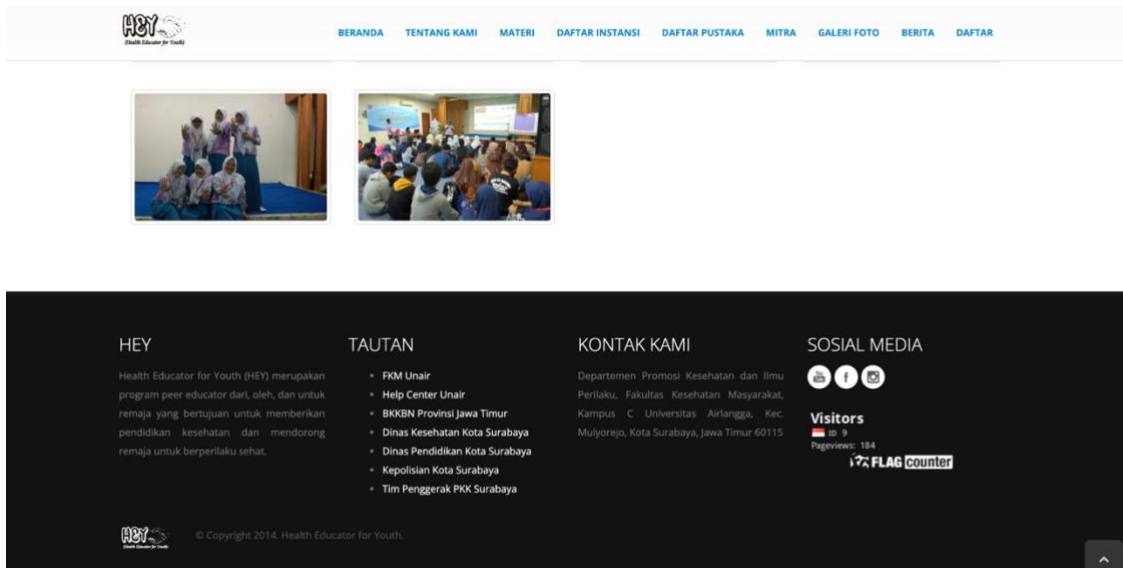 HEY
(Health Educator for Youth)
BERANDA TENTANG KAMI MATERI DAFTAR INSTANSI DAFTAR PUSTAKA MITRA GALERI FOTO BERITA DAFTAR
HEY
Health Educator for Youth (HEY) merupakan
program peer educator dari, oleh, dan untuk
remaja yang bertujuan untuk memberikan
pendidikan kesehatan dan mendorong
remaja untuk berperilaku sehat.
TAUTAN
FKM Unair
Help Center Unair
BKKBN Provinsi Jawa Timur
Dinas Kesehatan Kota Surabaya
Dinas Pendidikan Kota Surabaya
Kepolisian Kota Surabaya
Tim Penggerak PKK Surabaya
KONTAK KAMI
Departemen Promosi Kesehatan dan Ilmu
Perilaku, Fakultas Kesehatan Masyarakat,
Kampus C Universitas Airlangga, Kec.
Mulyorejo, Kota Surabaya, Jawa Timur 60115
SOSIAL MEDIA
You
Visitors
ID 9
Pageviews: 184
FLAG counter
HEY
(Health Educator for Youth)
© Copyright 2014. Health Educator for Youth.